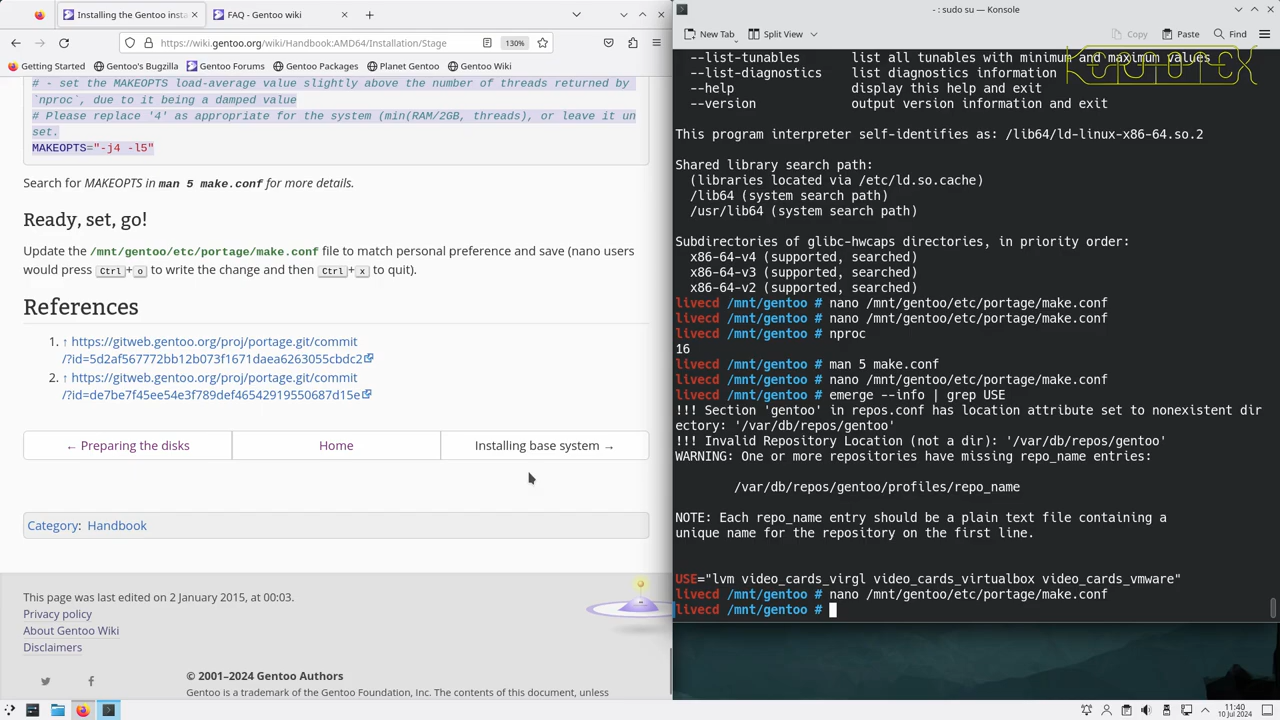 Installing the Gentoo inst
FAQ - Gentoo wiki
https://wiki.gentoo.org/wiki/Handbook:AMD64/Installation/Stage
130%
Getting Started
Gentoo's Bugzilla
Gentoo Forums
Gentoo Packages
Planet Gentoo
Gentoo Wiki
# - set the MAKEOPTS load-average value slightly above the number of threads returned by
`nproc`, due to it being a damped value
# Please replace '4' as appropriate for the system (min(RAM/2GB, threads), or leave it un
set.
MAKEOPTS="-j4 -l5"
Search for MAKEOPTS in man 5 make.conf for more details.
Ready, set, go!
Update the /mnt/gentoo/etc/portage/make.conf file to match personal preference and save (nano users
would press Ctrl+o to write the change and then Ctrl+x to quit).
References
1. ↑ https://gitweb.gentoo.org/proj/portage.git/commit
/?id=5d2af567772bb12b073f1671daea6263055cbdc2
2. ↑ https://gitweb.gentoo.org/proj/portage.git/commit
/?id=de7be7f45ee54e3f789def46542919550687d15e
← Preparing the disks
Home
Installing base system →
Category: Handbook
This page was last edited on 2 January 2015, at 00:03.
Privacy policy
About Gentoo Wiki
Disclaimers
© 2001–2024 Gentoo Authors
Gentoo is a trademark of the Gentoo Foundation, Inc. The contents of this document, unless
- : sudo su — Konsole
New Tab
Split View
Copy
Paste
Find
--list-tunables list all tunables with minimum and maximum values
--list-diagnostics list diagnostics information
--help display this help and exit
--version output version information and exit
This program interpreter self-identifies as: /lib64/ld-linux-x86-64.so.2
Shared library search path:
(libraries located via /etc/ld.so.cache)
/lib64 (system search path)
/usr/lib64 (system search path)
Subdirectories of glibc-hwcaps directories, in priority order:
x86-64-v4 (supported, searched)
x86-64-v3 (supported, searched)
x86-64-v2 (supported, searched)
livecd /mnt/gentoo # nano /mnt/gentoo/etc/portage/make.conf
livecd /mnt/gentoo # nano /mnt/gentoo/etc/portage/make.conf
livecd /mnt/gentoo # nproc
16
livecd /mnt/gentoo # man 5 make.conf
livecd /mnt/gentoo # nano /mnt/gentoo/etc/portage/make.conf
livecd /mnt/gentoo # emerge --info | grep USE
!!! Section 'gentoo' in repos.conf has location attribute set to nonexistent dir
ectory: '/var/db/repos/gentoo'
!!! Invalid Repository Location (not a dir): '/var/db/repos/gentoo'
WARNING: One or more repositories have missing repo_name entries:
/var/db/repos/gentoo/profiles/repo_name
NOTE: Each repo_name entry should be a plain text file containing a
unique name for the repository on the first line.
USE="lvm video_cards_virgl video_cards_virtualbox video_cards_vmware"
livecd /mnt/gentoo # nano /mnt/gentoo/etc/portage/make.conf
livecd /mnt/gentoo #
11:40
10 Jul 2024